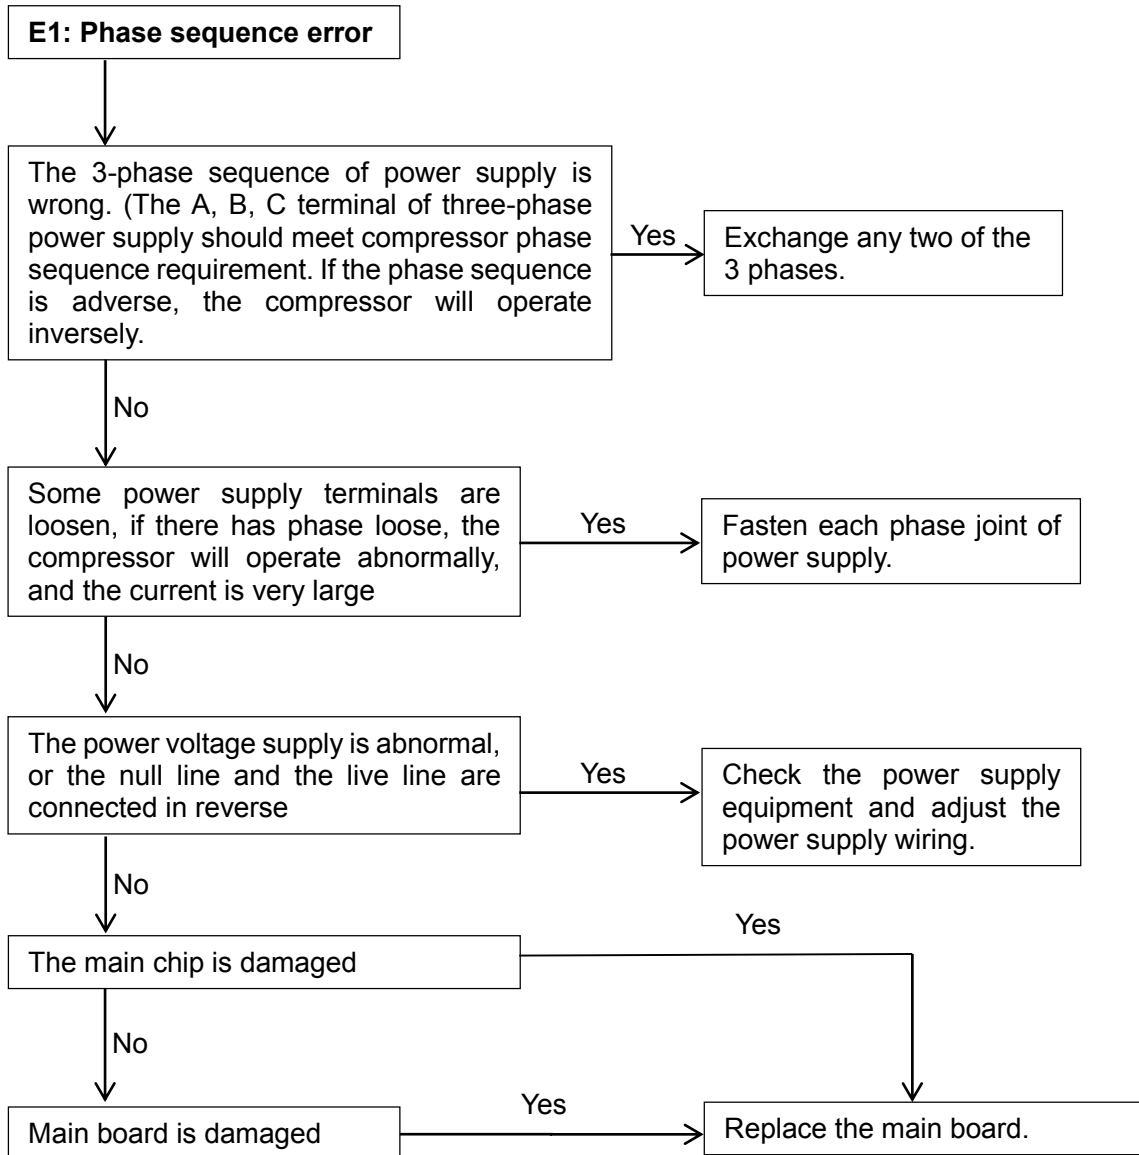 E1: Phase sequence error
The 3-phase sequence of power supply is
wrong. (The A, B, C terminal of three-phase
power supply should meet compressor phase
sequence requirement. If the phase sequence
is adverse, the compressor will operate
inversely.
Yes
Exchange any two of the
3 phases.
No
Some power supply terminals are
loosen, if there has phase loose, the
compressor will operate abnormally,
and the current is very large
Yes
Fasten each phase joint of
power supply.
No
The power voltage supply is abnormal,
or the null line and the live line are
connected in reverse
Yes
Check the power supply
equipment and adjust the
power supply wiring.
No
The main chip is damaged
Yes
No
Main board is damaged
Yes
Replace the main board.